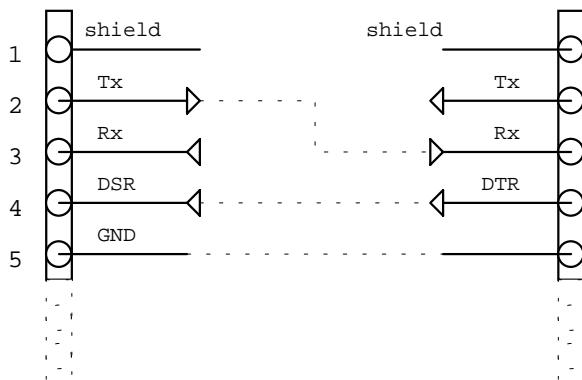 shield shield
1
Tx Tx
2
Rx Rx
3
DSR DTR
4
GND
5